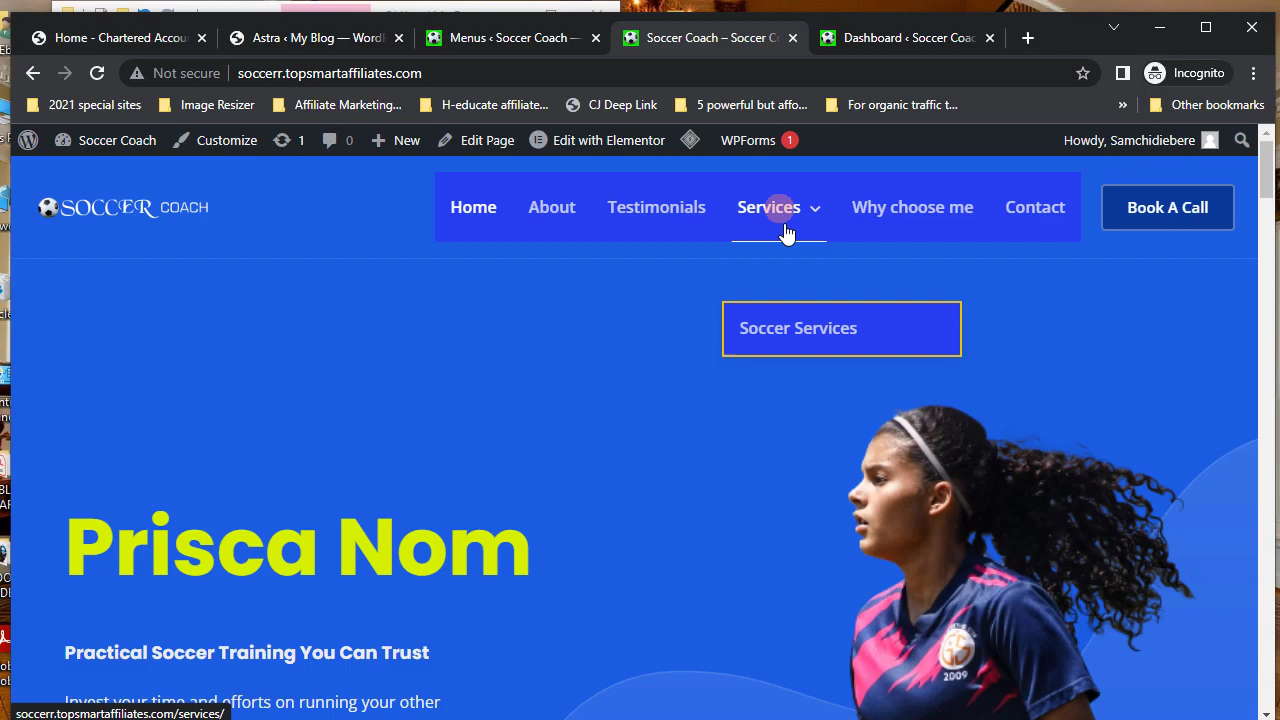 Home - Chartered Accou
Astra ‹ My Blog — Word
Menus ‹ Soccer Coach —
Soccer Coach – Soccer C
Dashboard ‹ Soccer Coac
Not secure
soccerr.topsmartaffiliates.com
Incognito
2021 special sites
Image Resizer
Affiliate Marketing...
H-educate affiliate...
CJ Deep Link
5 powerful but affo...
For organic traffic t...
»
Other bookmarks
Soccer Coach
Customize
1
0
New
Edit Page
Edit with Elementor
WPForms 1
Howdy, Samchidiebere
SOCCER COACH
Home
About
Testimonials
Services
Why choose me
Contact
Book A Call
Soccer Services
Prisca Nom
Practical Soccer Training You Can Trust
Invest your time and efforts on running your other
2009
soccerr.topsmartaffiliates.com/services/